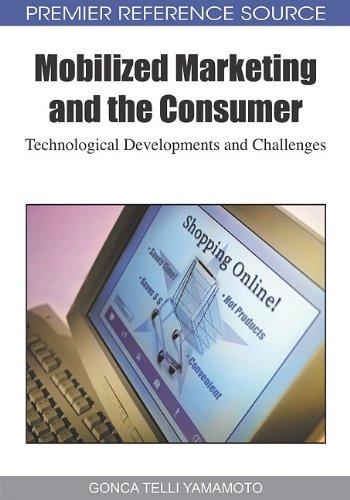 PREMIER REFERENCE SOURCE
Mobilized Marketing
and the Consumer
Technological Developments and Challenges
Shopping Online!
Saves Time!
Hot Products
Saves $ $
Convenient
GONCA TELLI YAMAMOTO